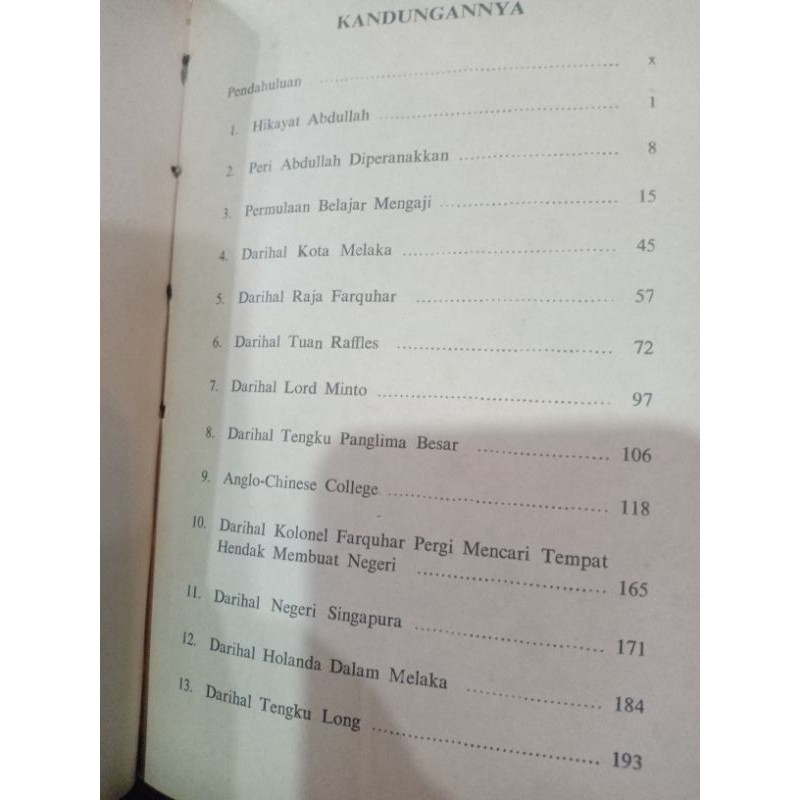 KANDUNGANNYA
Pendahuluan ........ x
1. Hikayat Abdullah ........ 1
2. Peri Abdullah Diperanakkan ........ 8
3. Permulaan Belajar Mengaji ........ 15
4. Darihal Kota Melaka ........ 45
5. Darihal Raja Farquhar ........ 57
6. Darihal Tuan Raffles ........ 72
7. Darihal Lord Minto ........ 97
8. Darihal Tengku Panglima Besar ........ 106
9. Anglo-Chinese College ........ 118
10. Darihal Kolonel Farquhar Pergi Mencari Tempat
Hendak Membuat Negeri ........ 165
11. Darihal Negeri Singapura ........ 171
12. Darihal Holanda Dalam Melaka ........ 184
13. Darihal Tengku Long ........ 193